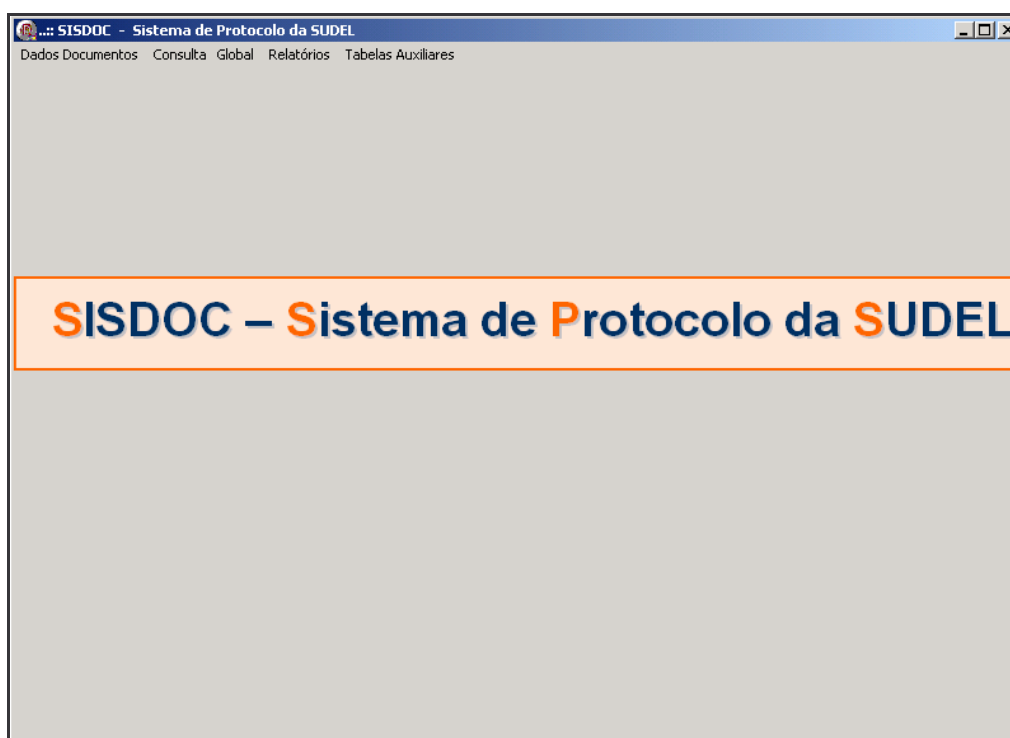 ..:: SISDOC - Sistema de Protocolo da SUDEL
Dados Documentos Consulta Global Relatórios Tabelas Auxiliares
SISDOC – Sistema de Protocolo da SUDEL